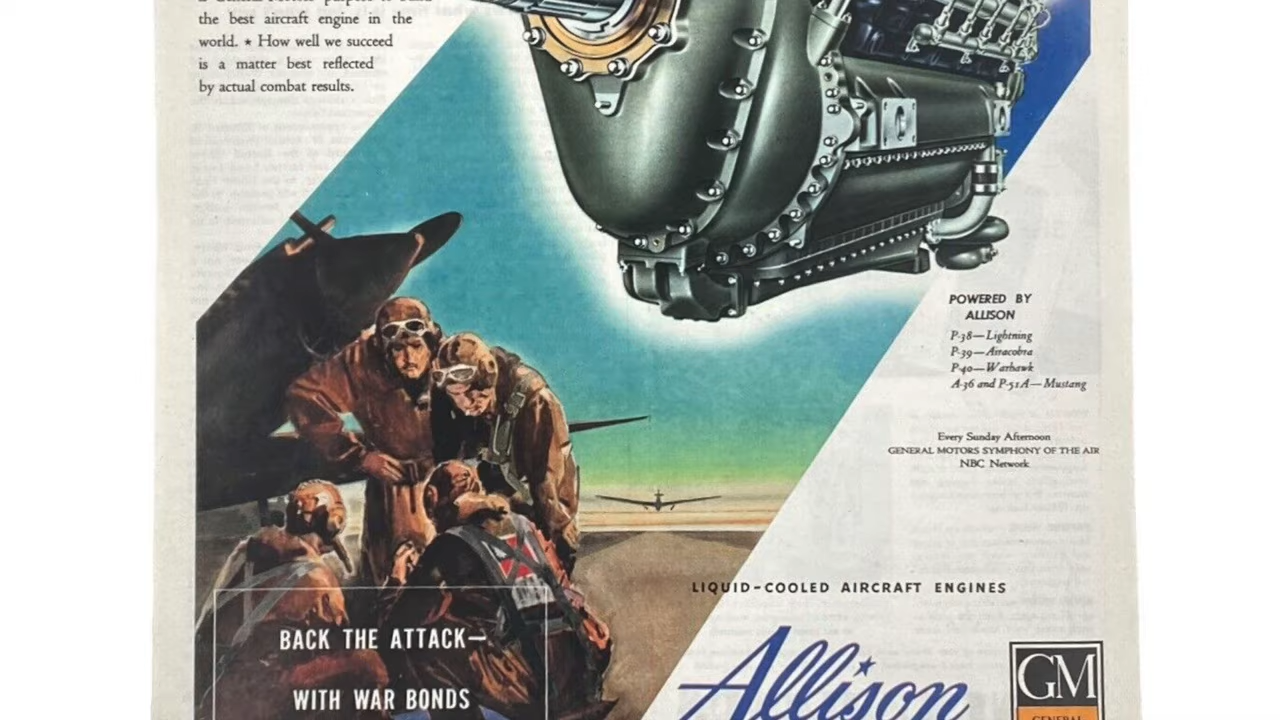 the best aircraft engine in the
world. ★ How well we succeed
is a matter best reflected
by actual combat results.
POWERED BY
ALLISON
P-38—Lightning
P-39—Airacobra
P-40—Warhawk
A-36 and P-51A—Mustang
Every Sunday Afternoon
GENERAL MOTORS SYMPHONY OF THE AIR
NBC Network
LIQUID-COOLED AIRCRAFT ENGINES
BACK THE ATTACK—
WITH WAR BONDS
Allison
GM
GENERAL